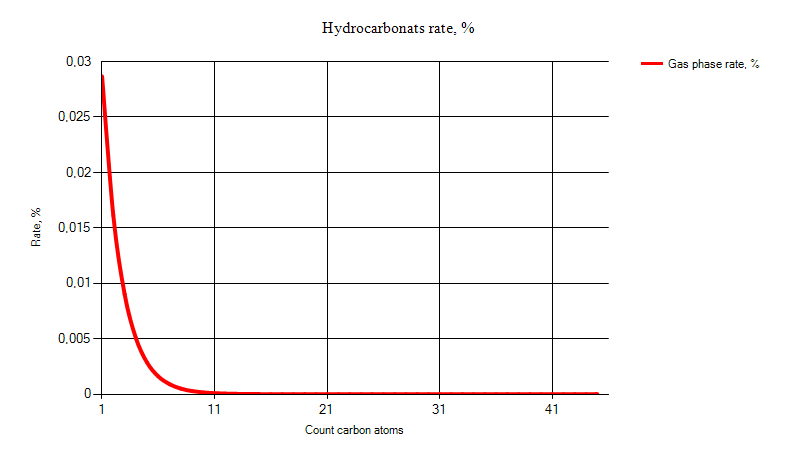 Hydrocarbonats rate, %
Gas phase rate, %
0,03
0,025
0,02
0,015
0,01
0,005
0
Rate, %
1 11 21 31 41
Count carbon atoms